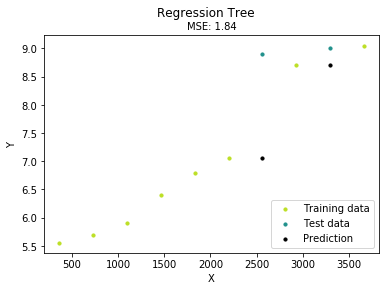 Regression Tree
MSE: 1.84
9.0
8.5
8.0
7.5
7.0
6.5
6.0
5.5
Y
500 1000 1500 2000 2500 3000 3500
X
Training data
Test data
Prediction